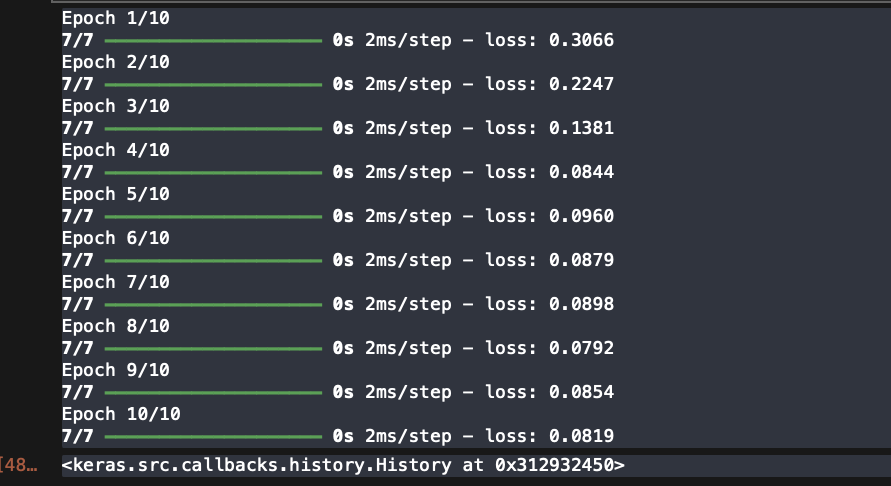 Epoch 1/10
7/7 ━━━━━━━━━━━━━━━━━━━━ 0s 2ms/step - loss: 0.3066
Epoch 2/10
7/7 ━━━━━━━━━━━━━━━━━━━━ 0s 2ms/step - loss: 0.2247
Epoch 3/10
7/7 ━━━━━━━━━━━━━━━━━━━━ 0s 2ms/step - loss: 0.1381
Epoch 4/10
7/7 ━━━━━━━━━━━━━━━━━━━━ 0s 2ms/step - loss: 0.0844
Epoch 5/10
7/7 ━━━━━━━━━━━━━━━━━━━━ 0s 2ms/step - loss: 0.0960
Epoch 6/10
7/7 ━━━━━━━━━━━━━━━━━━━━ 0s 2ms/step - loss: 0.0879
Epoch 7/10
7/7 ━━━━━━━━━━━━━━━━━━━━ 0s 2ms/step - loss: 0.0898
Epoch 8/10
7/7 ━━━━━━━━━━━━━━━━━━━━ 0s 2ms/step - loss: 0.0792
Epoch 9/10
7/7 ━━━━━━━━━━━━━━━━━━━━ 0s 2ms/step - loss: 0.0854
Epoch 10/10
7/7 ━━━━━━━━━━━━━━━━━━━━ 0s 2ms/step - loss: 0.0819
[48… <keras.src.callbacks.history.History at 0x312932450>